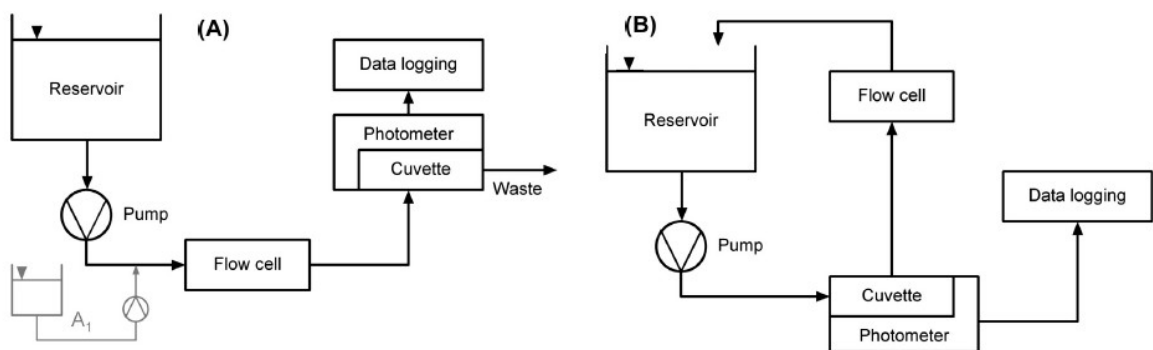 (A)
Reservoir
Data logging
Photometer
Cuvette
Waste
Pump
Flow cell
A1
(B)
Reservoir
Flow cell
Data logging
Pump
Cuvette
Photometer